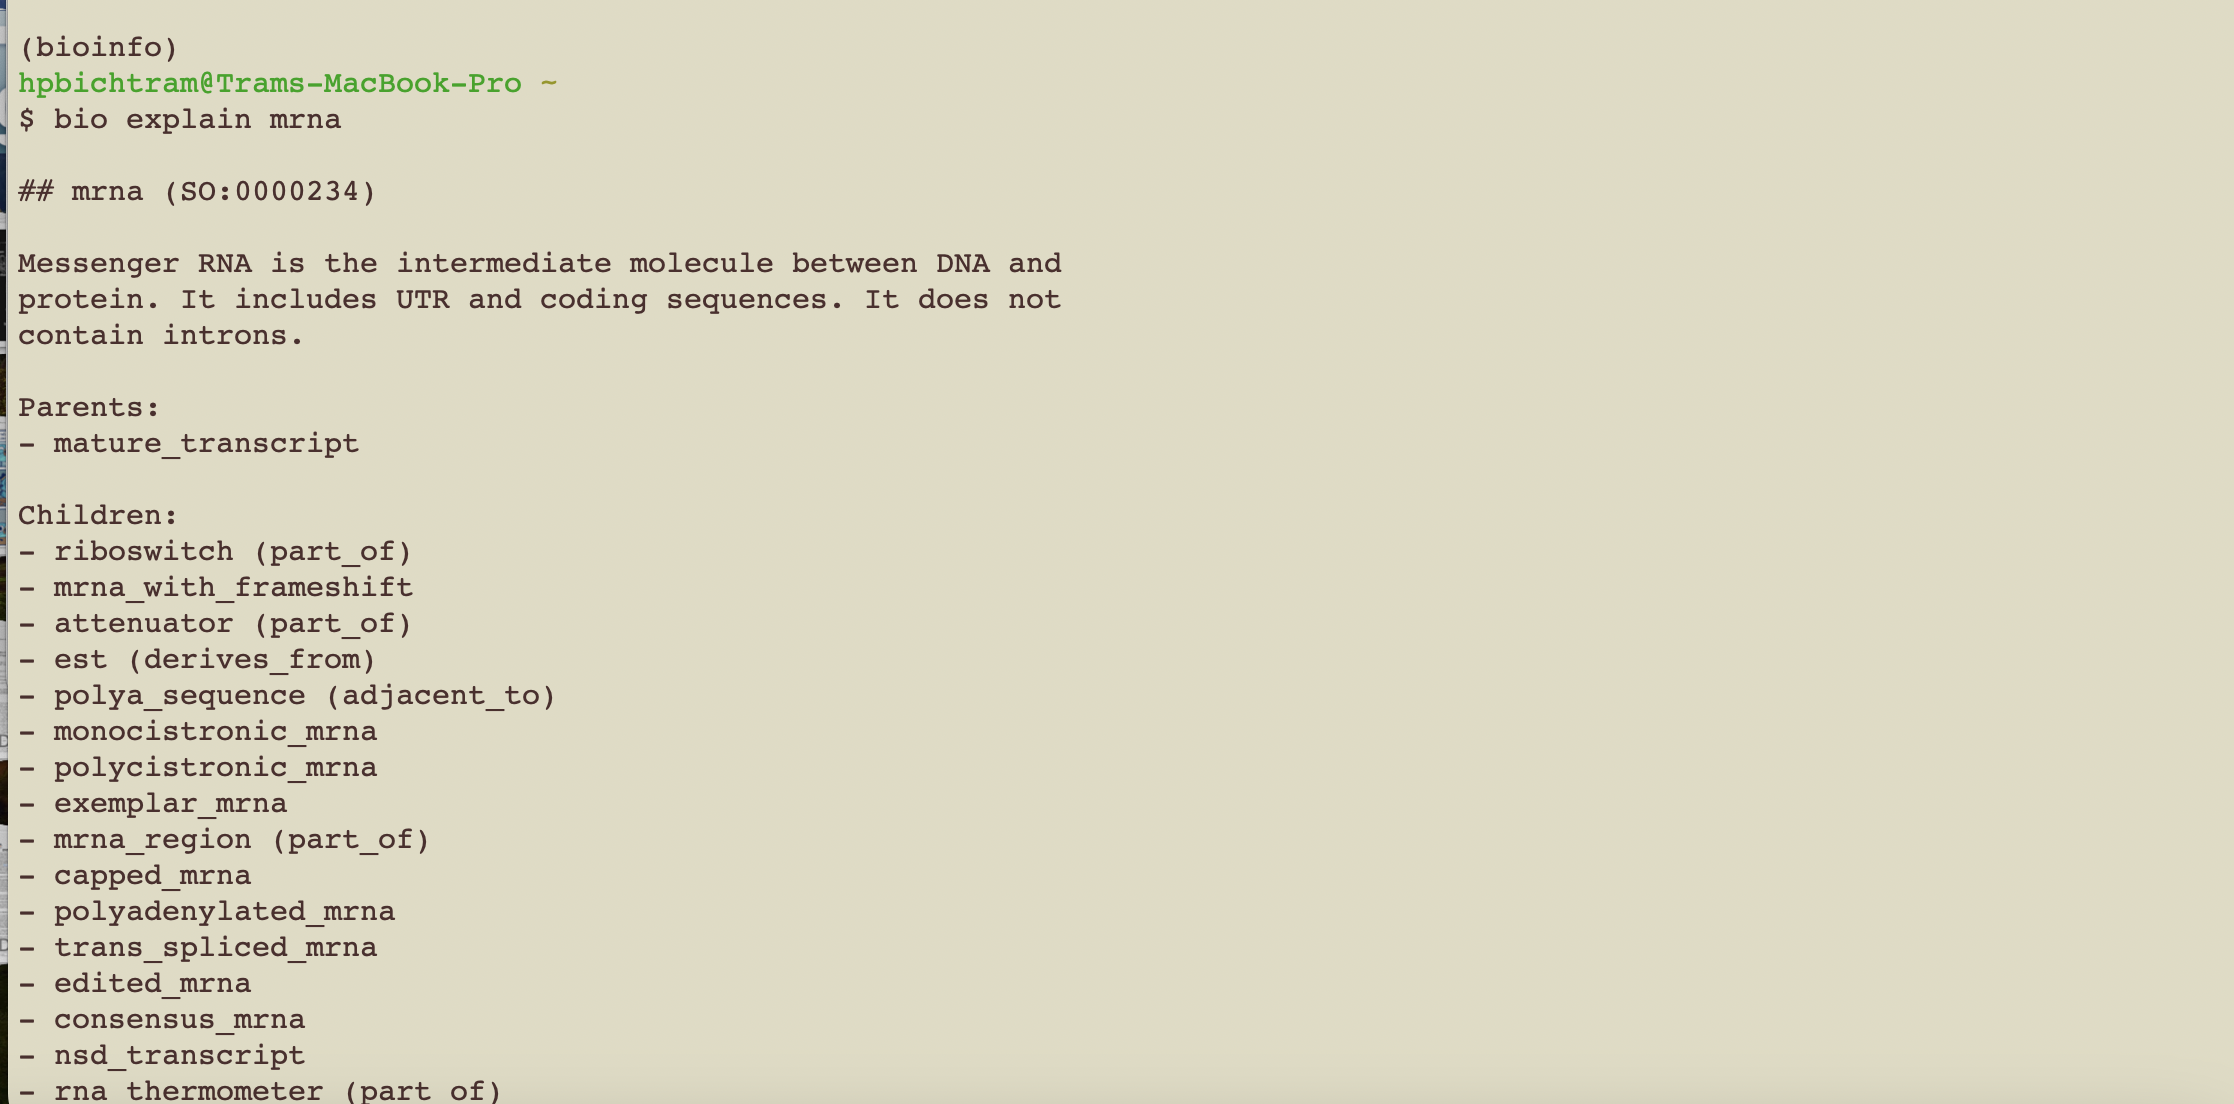 (bioinfo)
hpbichtram@Trams-MacBook-Pro ~
$ bio explain mrna
## mrna (SO:0000234)
Messenger RNA is the intermediate molecule between DNA and
protein. It includes UTR and coding sequences. It does not
contain introns.
Parents:
- mature_transcript
Children:
- riboswitch (part_of)
- mrna_with_frameshift
- attenuator (part_of)
- est (derives_from)
- polya_sequence (adjacent_to)
- monocistronic_mrna
- polycistronic_mrna
- exemplar_mrna
- mrna_region (part_of)
- capped_mrna
- polyadenylated_mrna
- trans_spliced_mrna
- edited_mrna
- consensus_mrna
- nsd_transcript
- rna_thermometer (part_of)